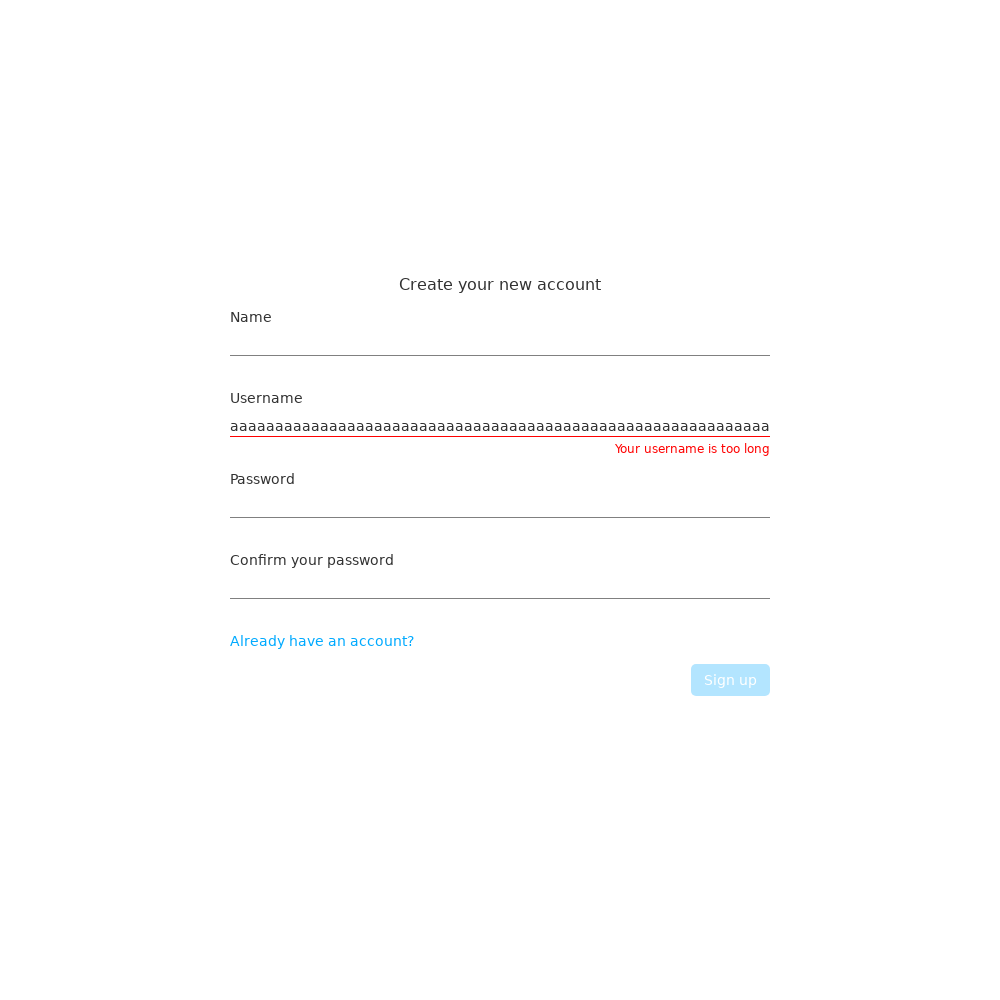 Create your new account
Name
Username
aaaaaaaaaaaaaaaaaaaaaaaaaaaaaaaaaaaaaaaaaaaaaaaaaaaaaaaaaaaa
Your username is too long
Password
Confirm your password
Already have an account?
Sign up